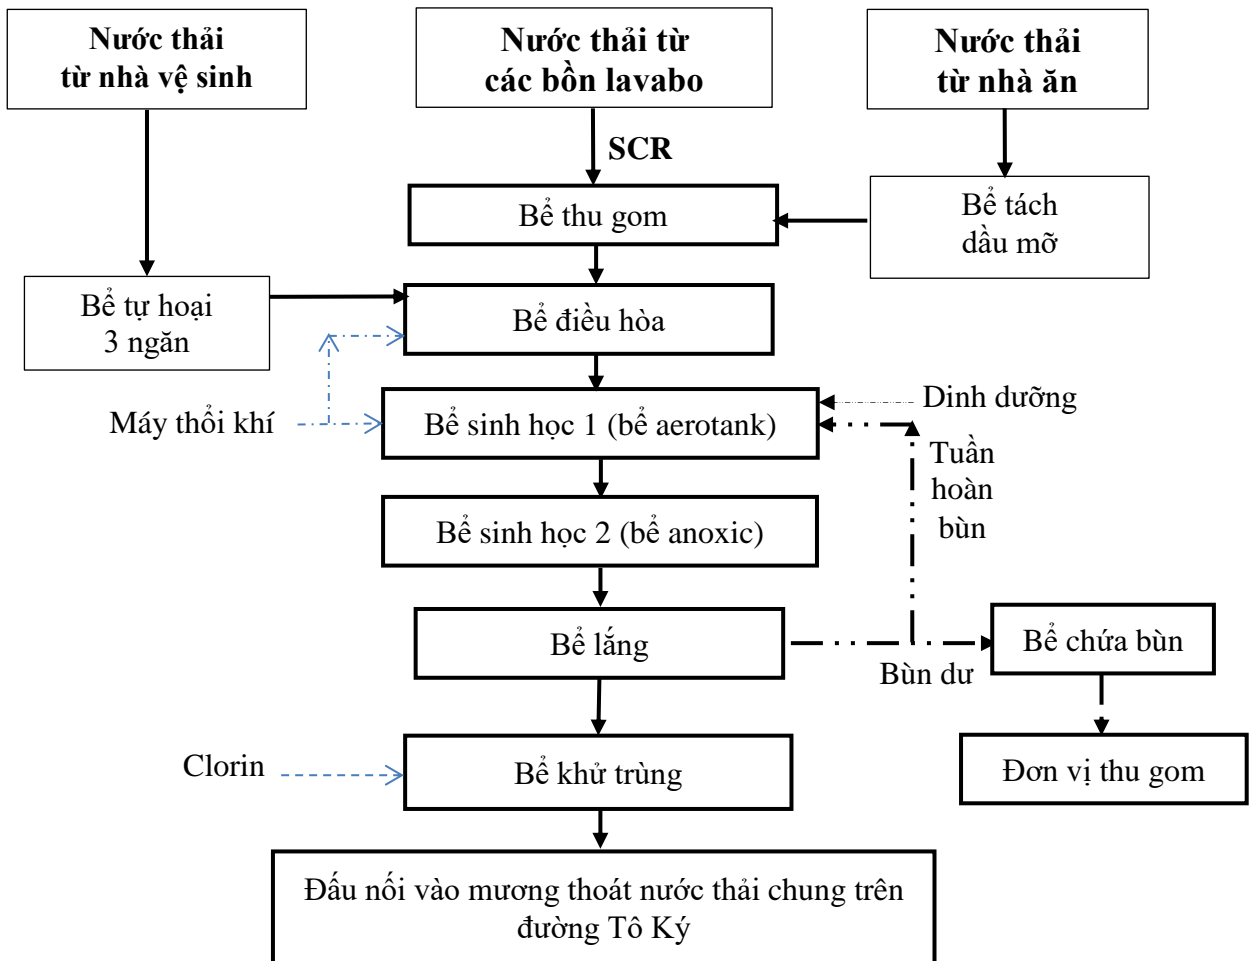 Nước thải
từ nhà vệ sinh
Nước thải từ
các bồn lavabo
Nước thải
từ nhà ăn
SCR
Bể thu gom
Bể tách
dầu mỡ
Bể tự hoại
3 ngăn
Bể điều hòa
Máy thổi khí
Bể sinh học 1 (bể aerotank)
Dinh dưỡng
Tuần
hoàn
bùn
Bể sinh học 2 (bể anoxic)
Bể lắng
Bùn dư
Bể chứa bùn
Clorin
Bể khử trùng
Đơn vị thu gom
Đấu nối vào mương thoát nước thải chung trên
đường Tô Ký